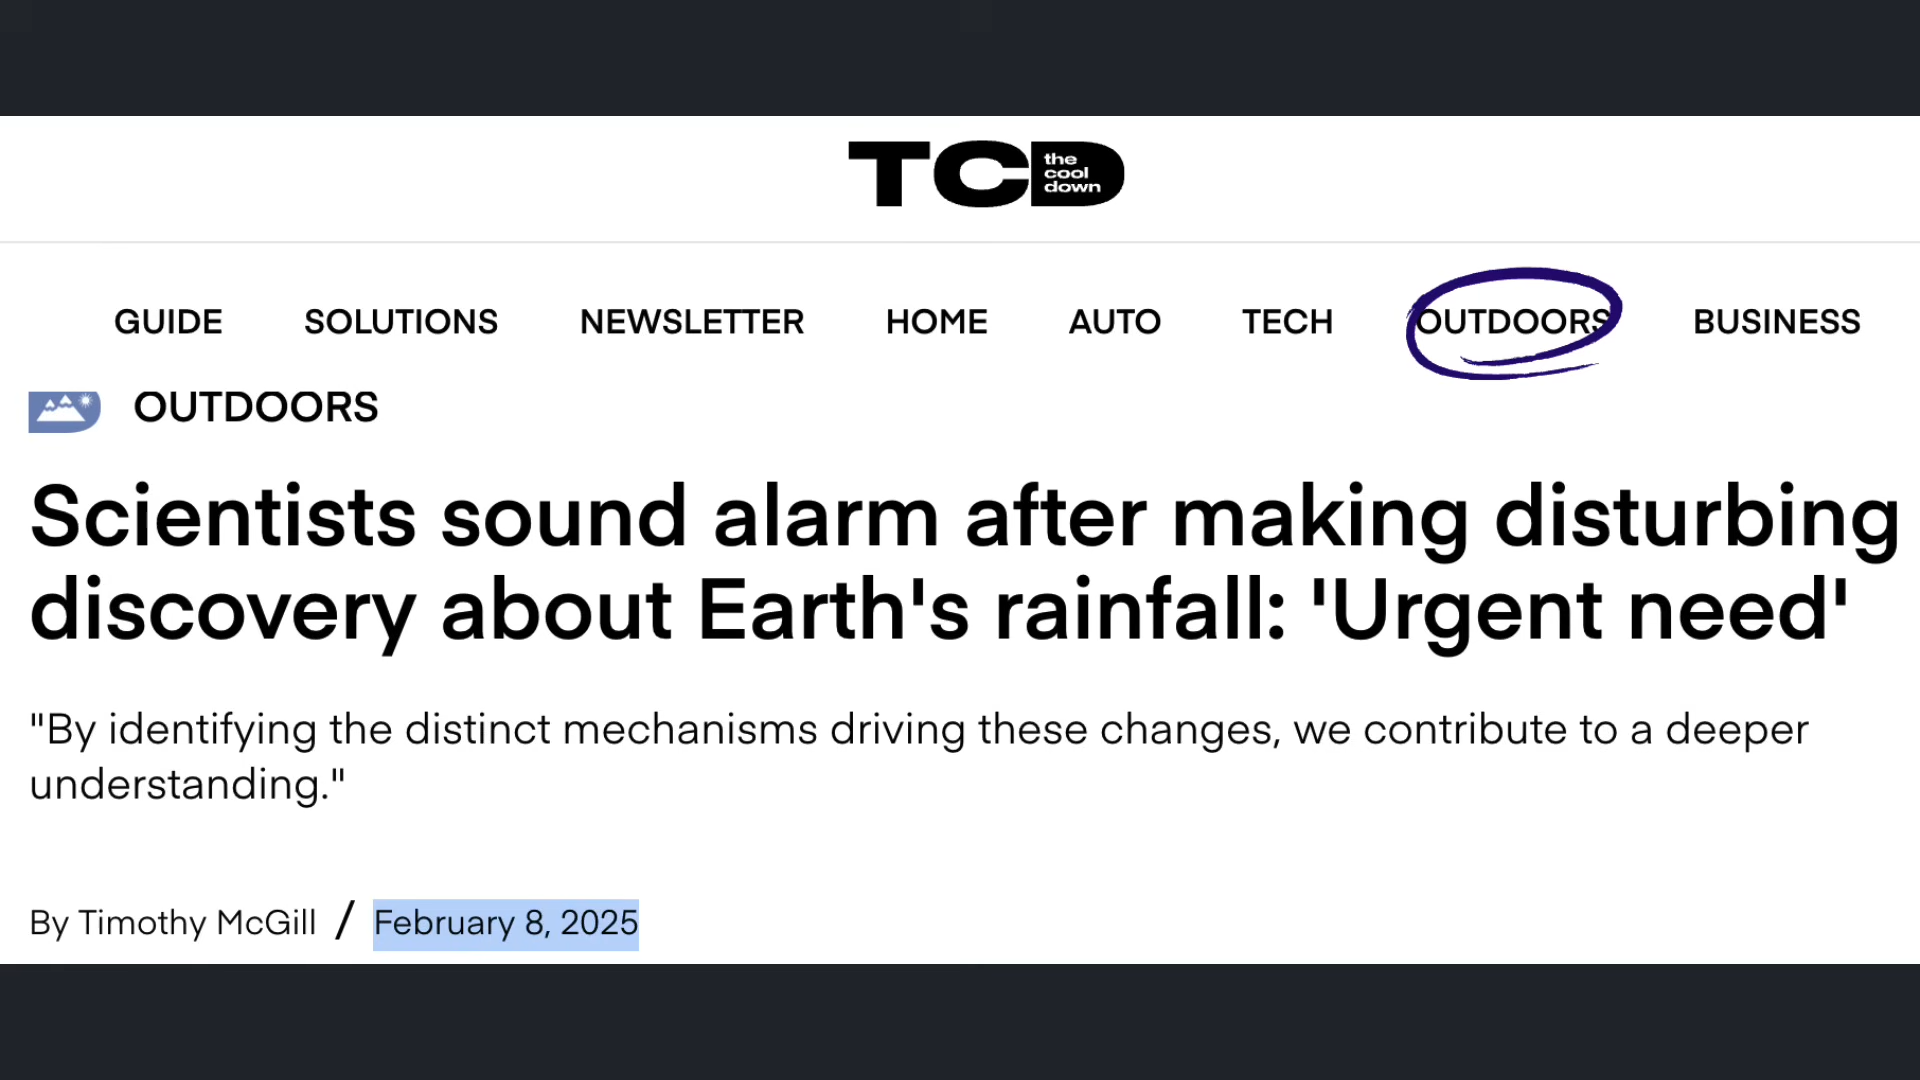 TCD
the
cool
down
GUIDE SOLUTIONS NEWSLETTER HOME AUTO TECH OUTDOORS BUSINESS
OUTDOORS
Scientists sound alarm after making disturbing
discovery about Earth's rainfall: 'Urgent need'
"By identifying the distinct mechanisms driving these changes, we contribute to a deeper
understanding."
By Timothy McGill / February 8, 2025